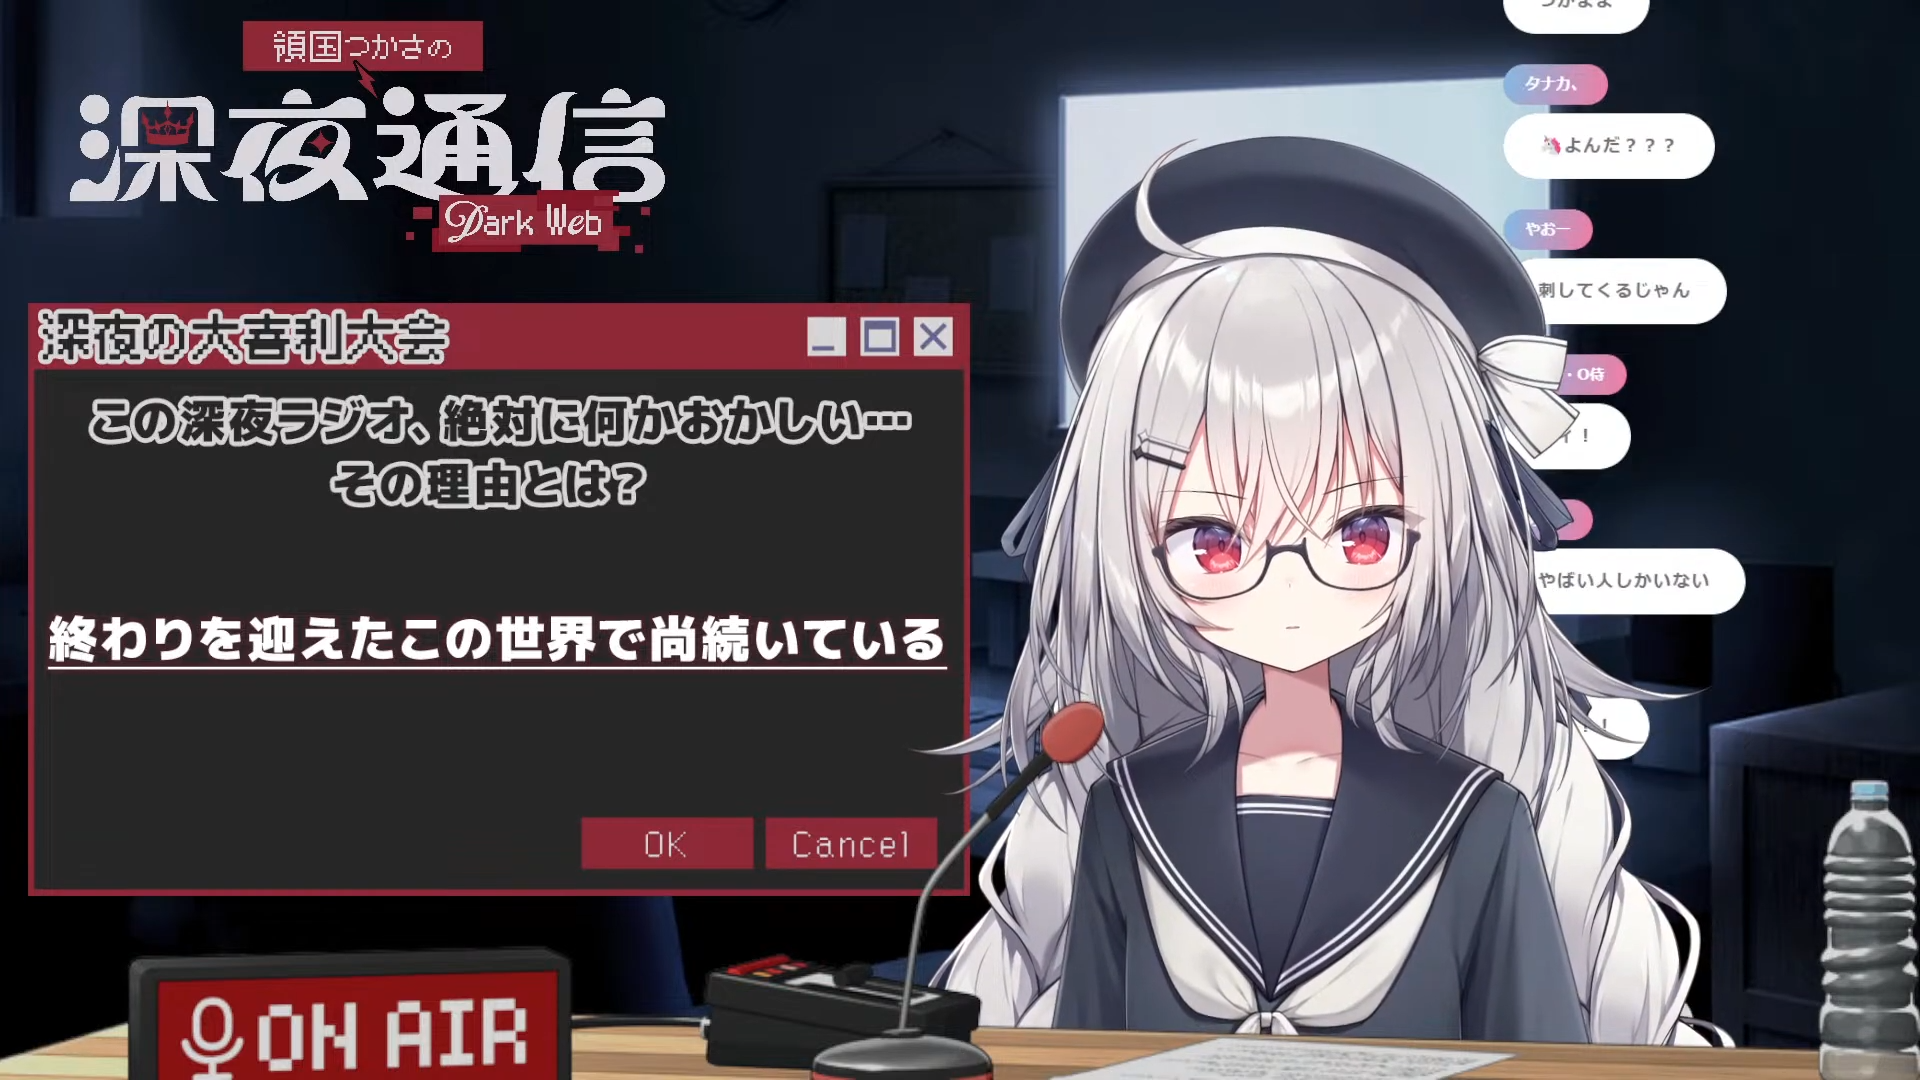 領国つかさの
深夜通信
Dark Web
深夜の大喜利大会
この深夜ラジオ、絶対に何かおかしい…
その理由とは？
終わりを迎えたこの世界で尚続いている
OK
Cancel
ON AIR
タナカ、
🦄よんだ？？？
やおー
刺してくるじゃん
・O侍
ィ！
やばい人しかいない
！